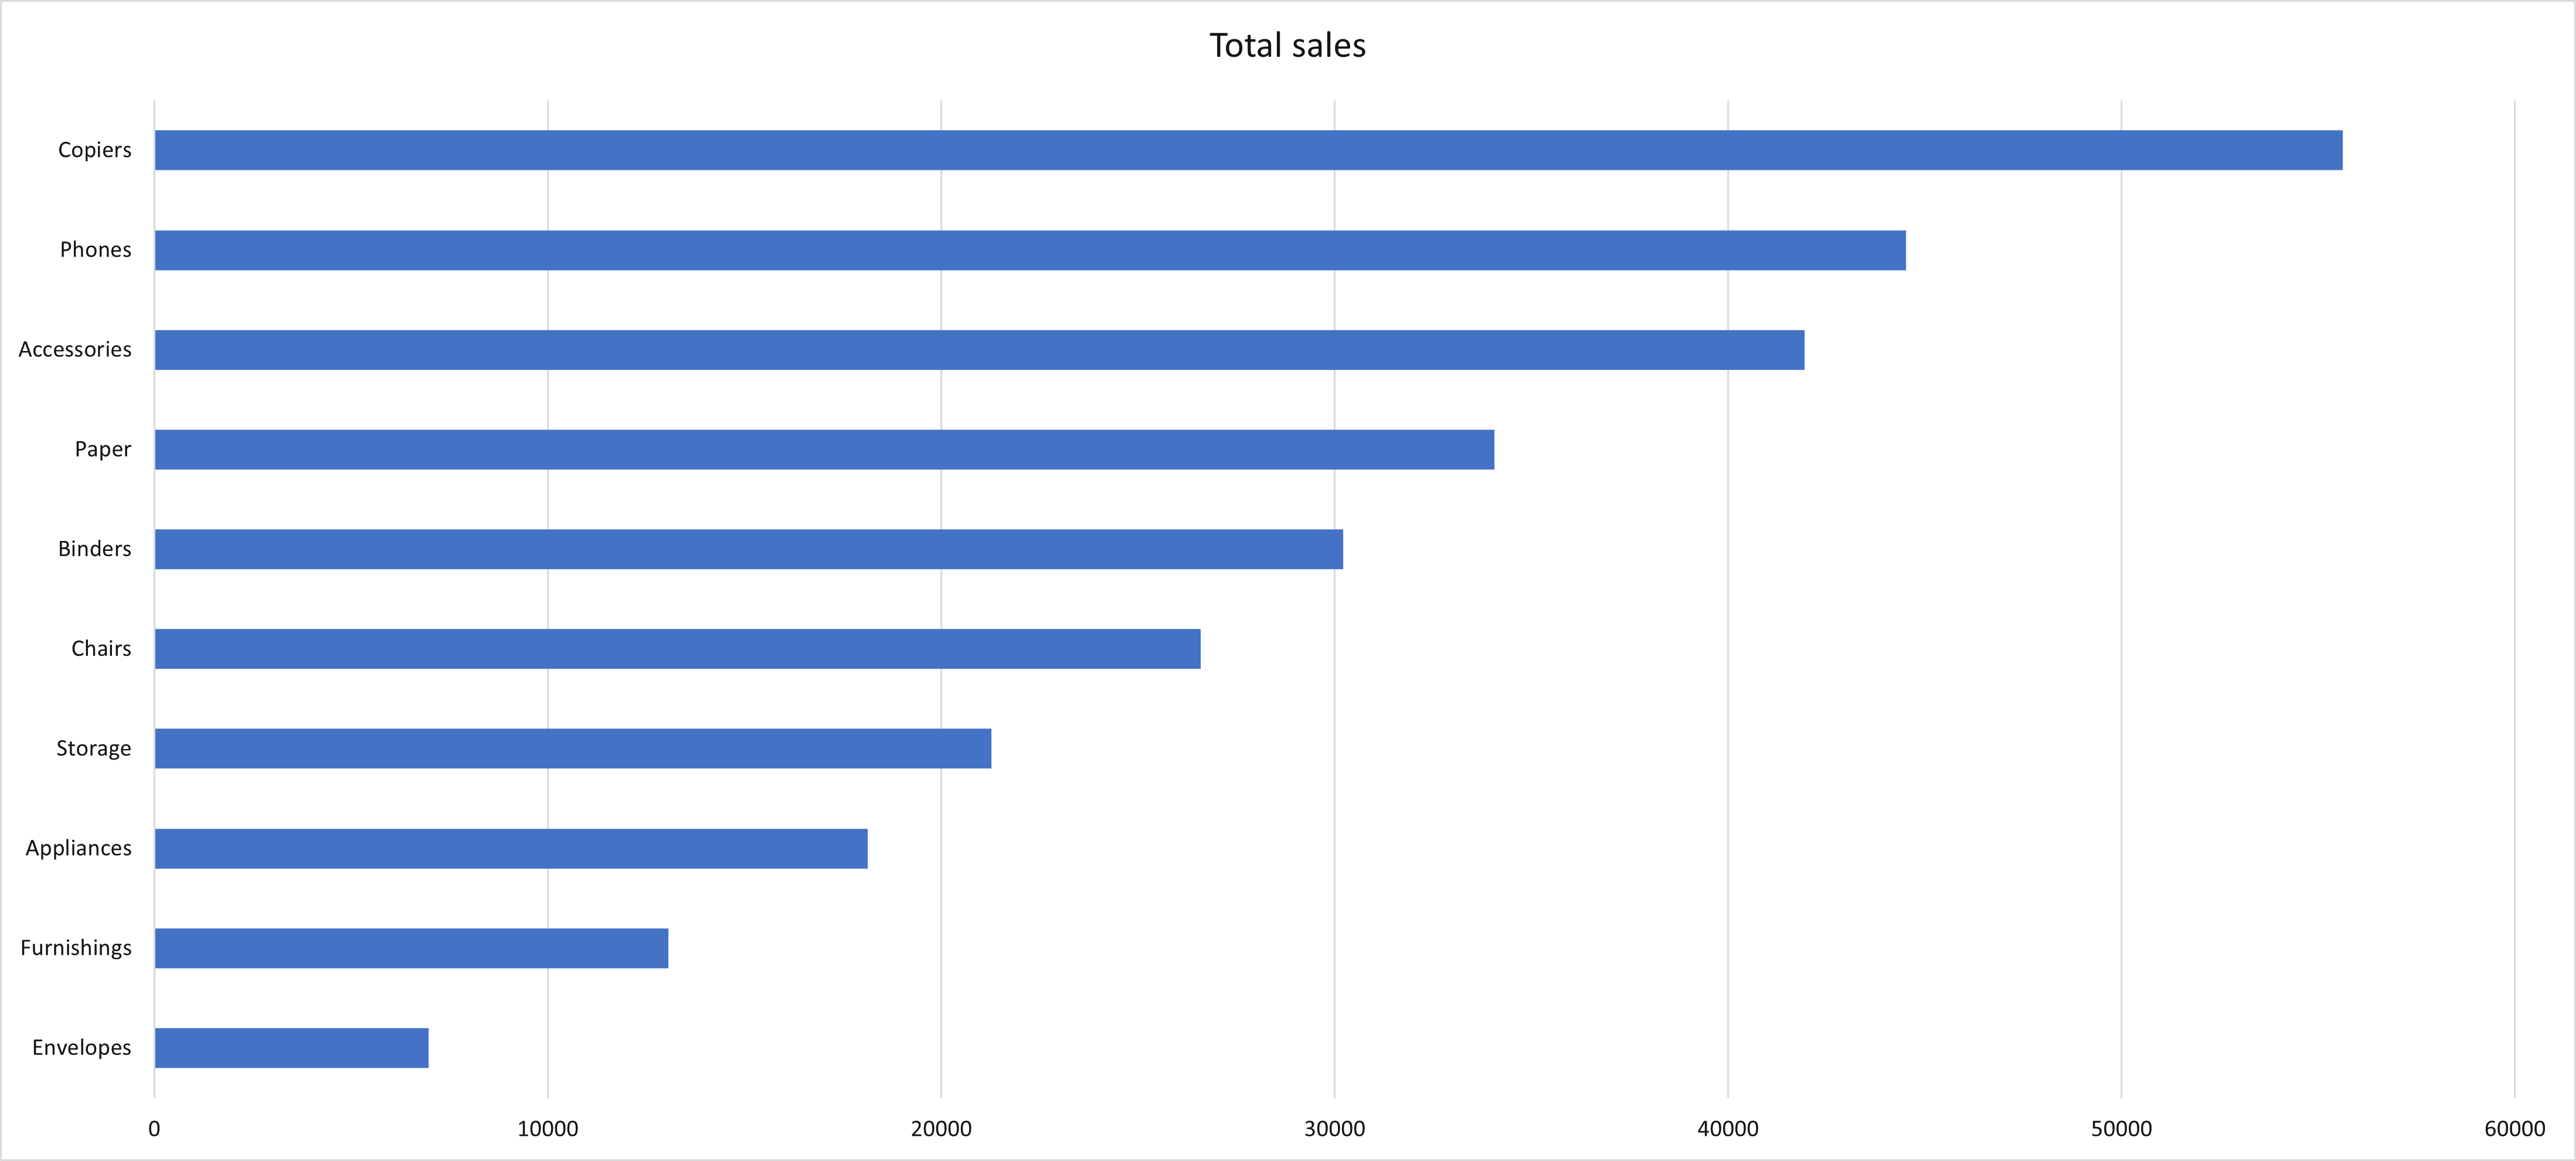 Total sales
Copiers
Phones
Accessories
Paper
Binders
Chairs
Storage
Appliances
Furnishings
Envelopes
0 10000 20000 30000 40000 50000 60000